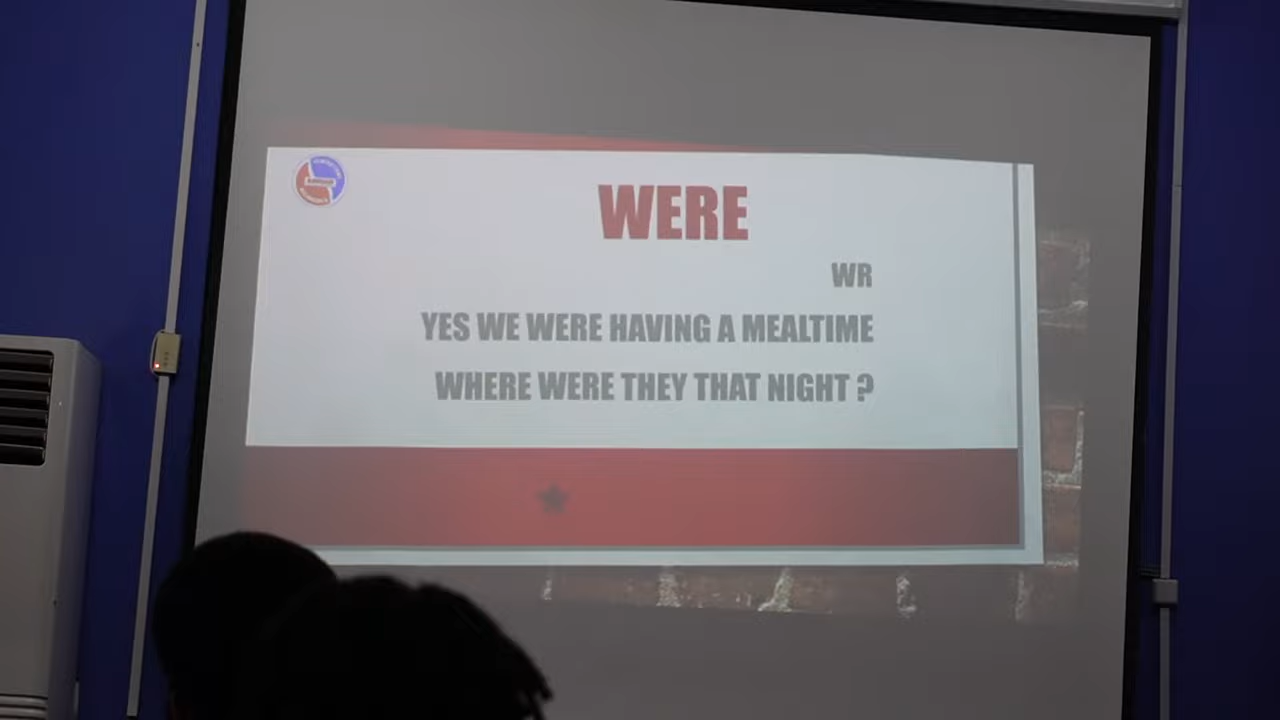 WERE
WR
YES WE WERE HAVING A MEALTIME
WHERE WERE THEY THAT NIGHT ?